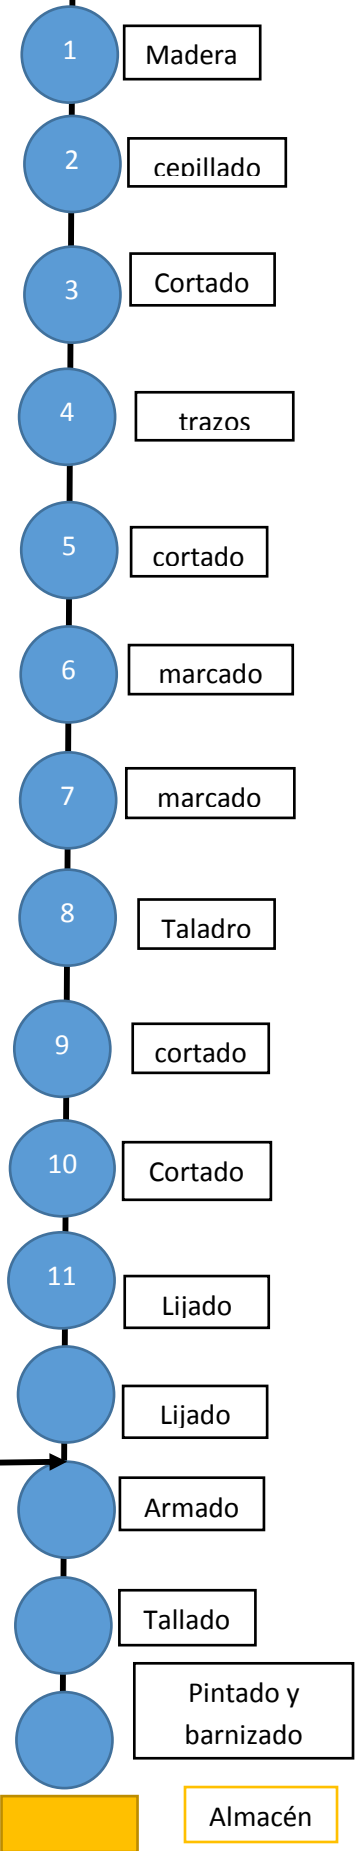 1
Madera
2
cepillado
3
Cortado
4
trazos
5
cortado
6
marcado
7
marcado
8
Taladro
9
cortado
10
Cortado
11
Lijado
Lijado
Armado
Tallado
Pintado y
barnizado
Almacén